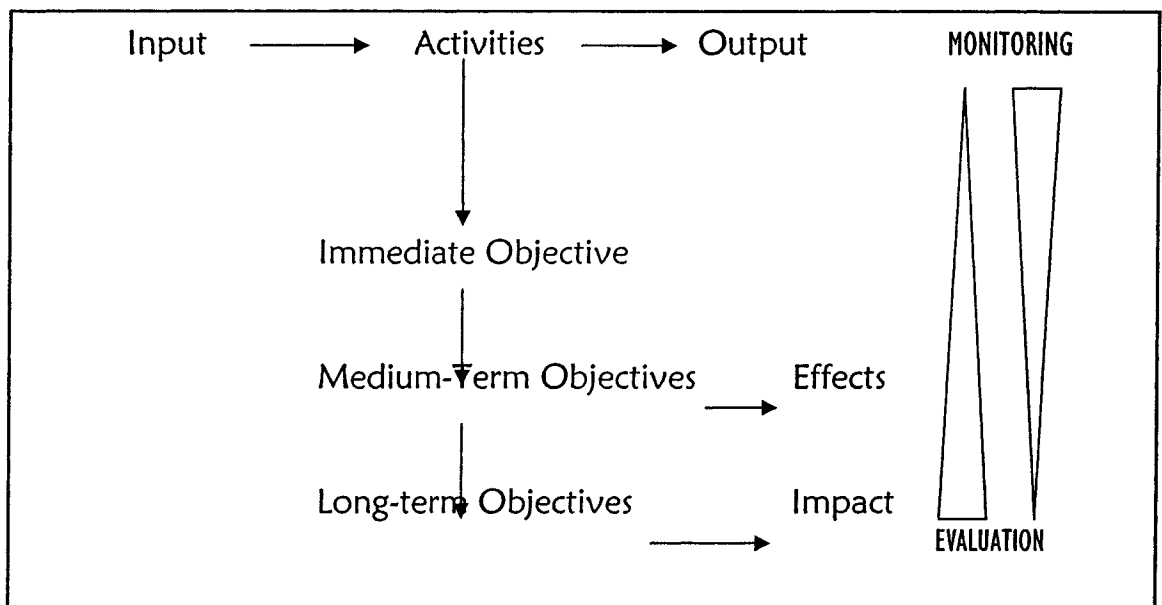 Input Activities Output MONITORING
Immediate Objective
Medium-Term Objectives Effects
Long-term Objectives Impact
EVALUATION